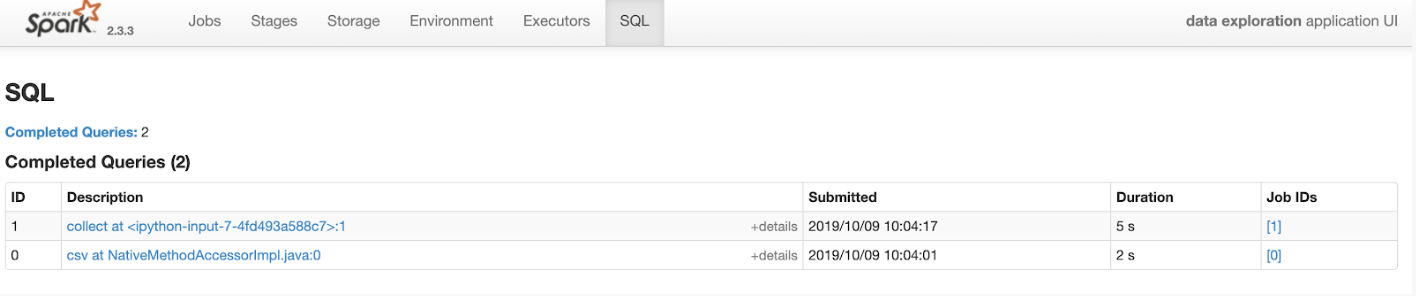 APACHE Spark 2.3.3 Jobs Stages Storage Environment Executors SQL data exploration application UI
SQL
Completed Queries: 2
Completed Queries (2)
ID Description Submitted Duration Job IDs
1 collect at <ipython-input-7-4fd493a588c7>:1 +details 2019/10/09 10:04:17 5 s [1]
0 csv at NativeMethodAccessorImpl.java:0 +details 2019/10/09 10:04:01 2 s [0]